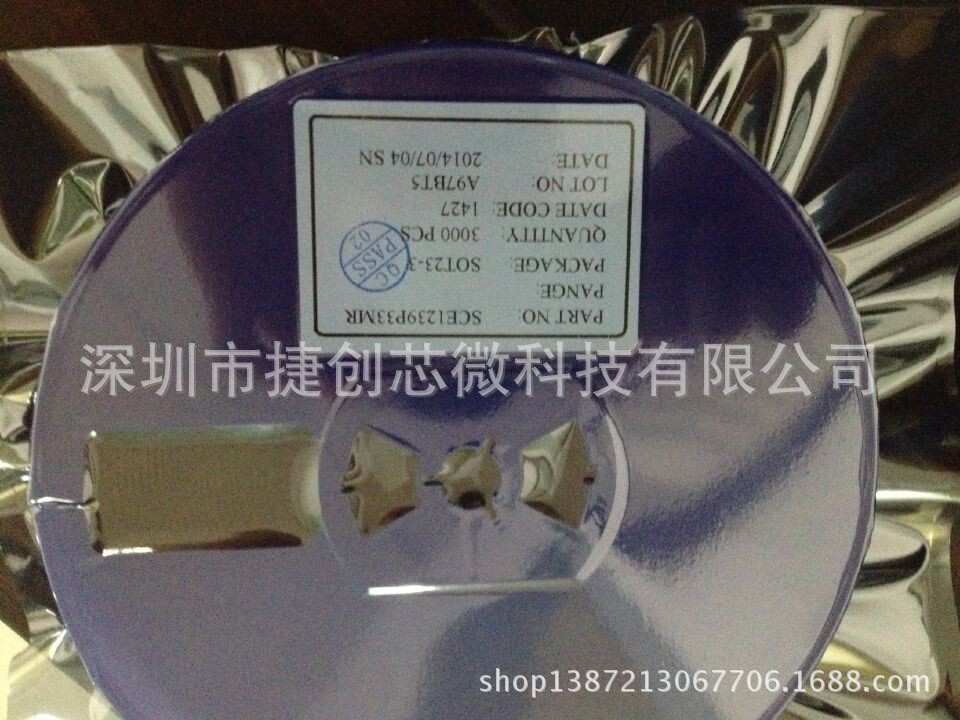 PART NO: SCE1239P33MR
PANGE:
PACKAGE: SOT23-3
QUANTITY: 3000 PCS
DATE CODE: 1427
LOT NO: A97BT5
DATE: 2014/07/04 SN
QC
PASS
02
深圳市捷创芯微科技有限公司
shop1387213067706.1688.com